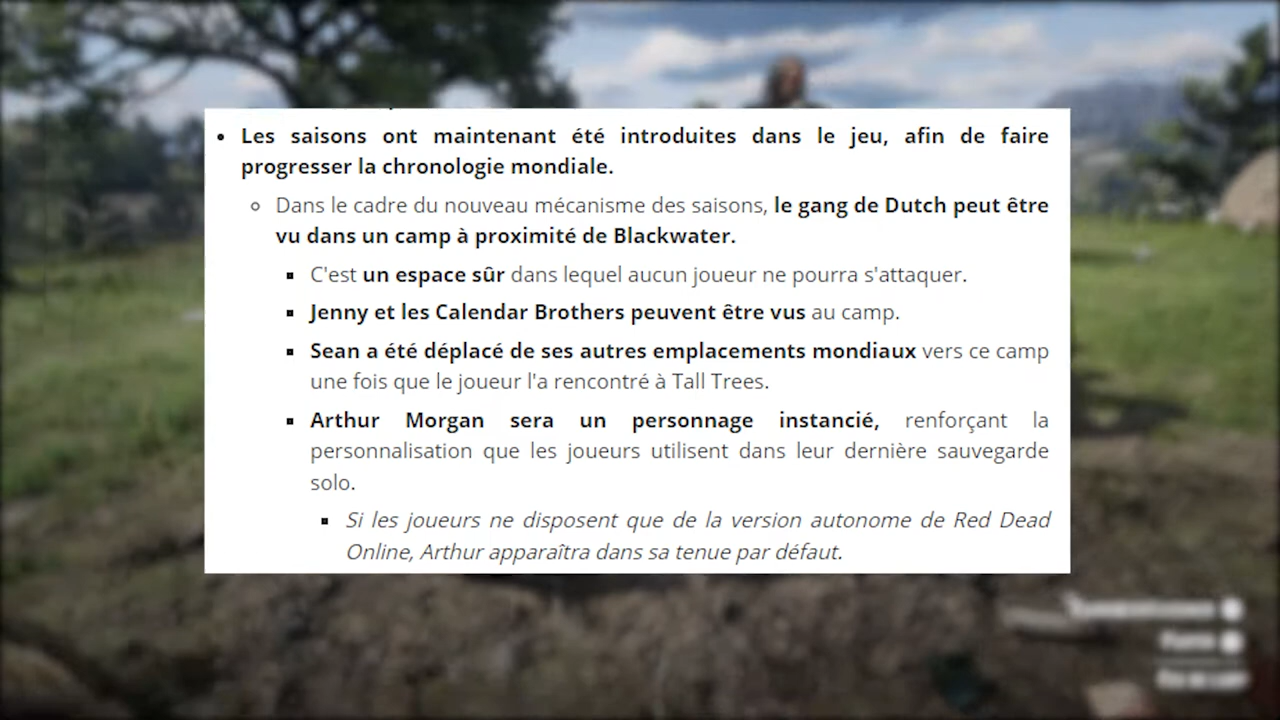 • Les saisons ont maintenant été introduites dans le jeu, afin de faire
progresser la chronologie mondiale.
○ Dans le cadre du nouveau mécanisme des saisons, le gang de Dutch peut être
vu dans un camp à proximité de Blackwater.
▪ C'est un espace sûr dans lequel aucun joueur ne pourra s'attaquer.
▪ Jenny et les Calendar Brothers peuvent être vus au camp.
▪ Sean a été déplacé de ses autres emplacements mondiaux vers ce camp
une fois que le joueur l'a rencontré à Tall Trees.
▪ Arthur Morgan sera un personnage instancié, renforçant la
personnalisation que les joueurs utilisent dans leur dernière sauvegarde
solo.
▪ Si les joueurs ne disposent que de la version autonome de Red Dead
Online, Arthur apparaîtra dans sa tenue par défaut.